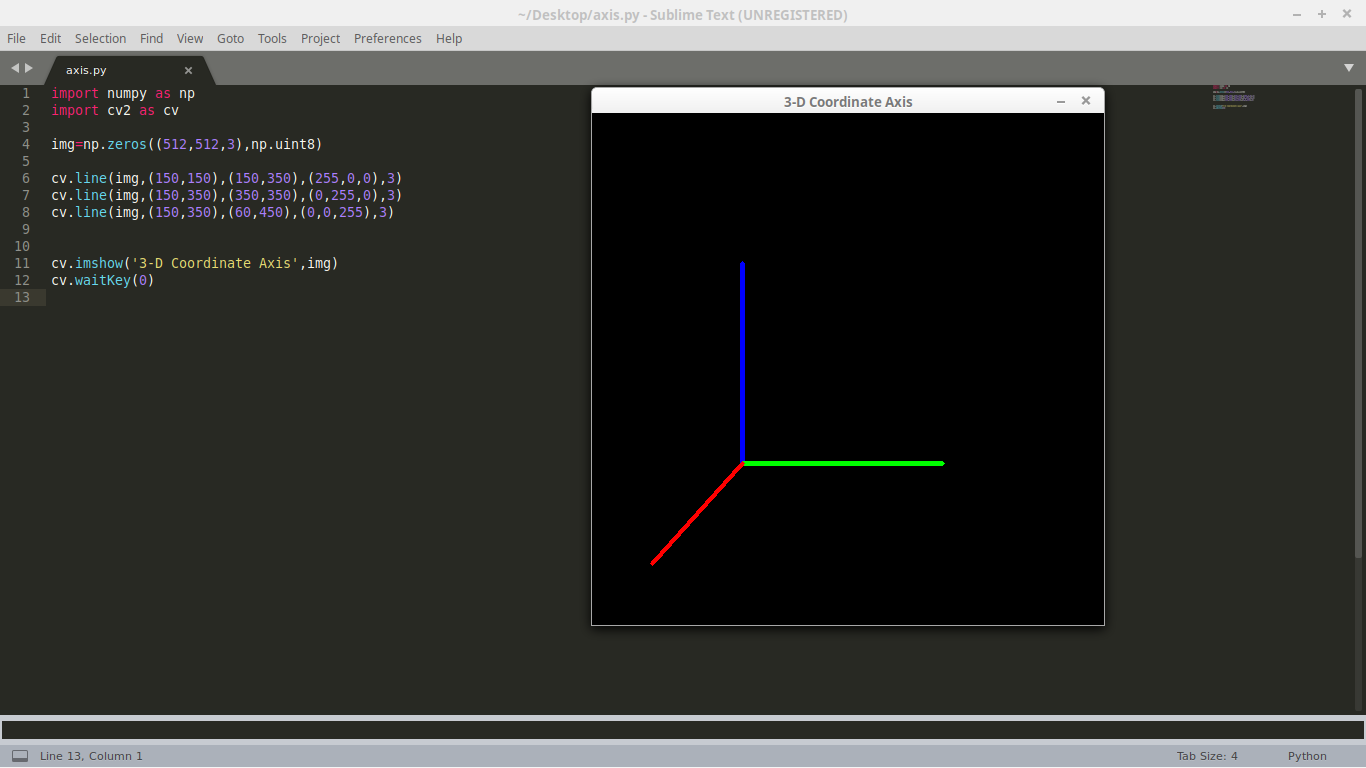 ~/Desktop/axis.py - Sublime Text (UNREGISTERED)
File Edit Selection Find View Goto Tools Project Preferences Help
axis.py
1 import numpy as np
2 import cv2 as cv
3
4 img=np.zeros((512,512,3),np.uint8)
5
6 cv.line(img,(150,150),(150,350),(255,0,0),3)
7 cv.line(img,(150,350),(350,350),(0,255,0),3)
8 cv.line(img,(150,350),(60,450),(0,0,255),3)
9
10
11 cv.imshow('3-D Coordinate Axis',img)
12 cv.waitKey(0)
13
3-D Coordinate Axis
Line 13, Column 1
Tab Size: 4
Python